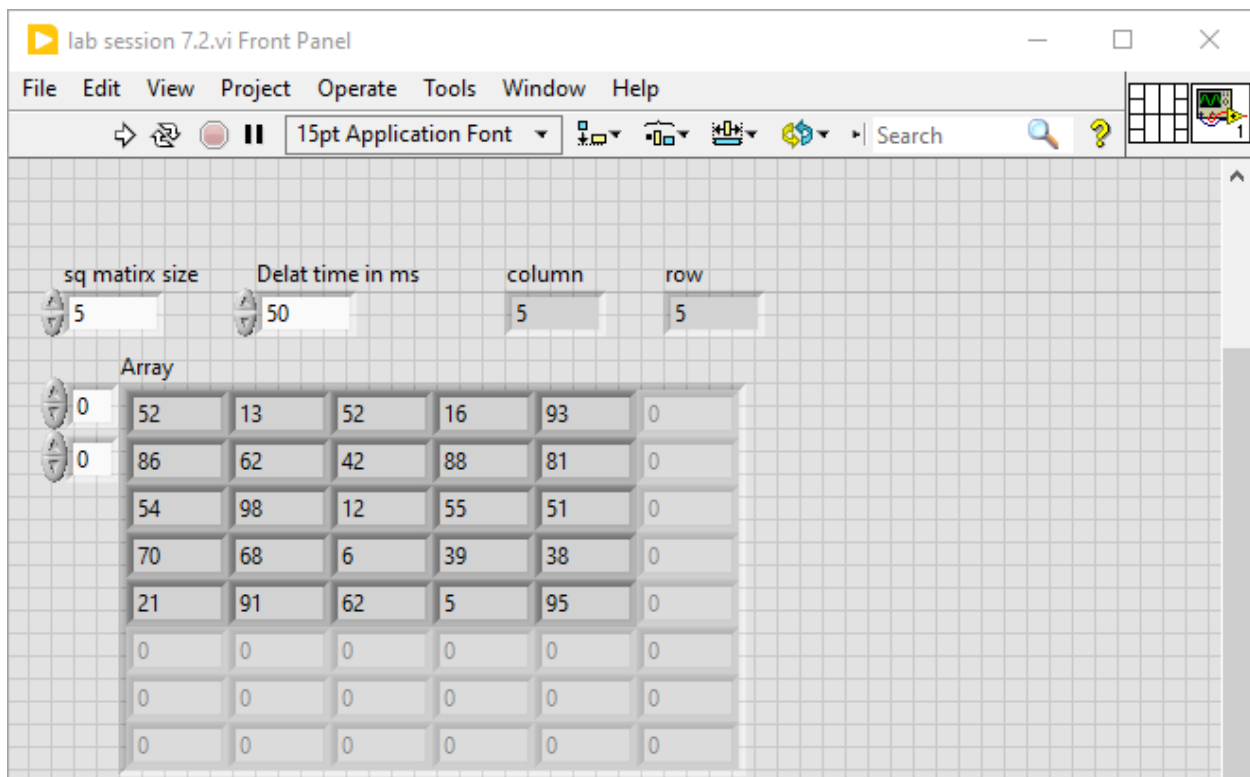 lab session 7.2.vi Front Panel
File Edit View Project Operate Tools Window Help
15pt Application Font Search ? 1
sq matirx size Delat time in ms column row
5 50 5 5
Array
0 52 13 52 16 93 0
0 86 62 42 88 81 0
54 98 12 55 51 0
70 68 6 39 38 0
21 91 62 5 95 0
0 0 0 0 0 0
0 0 0 0 0 0
0 0 0 0 0 0